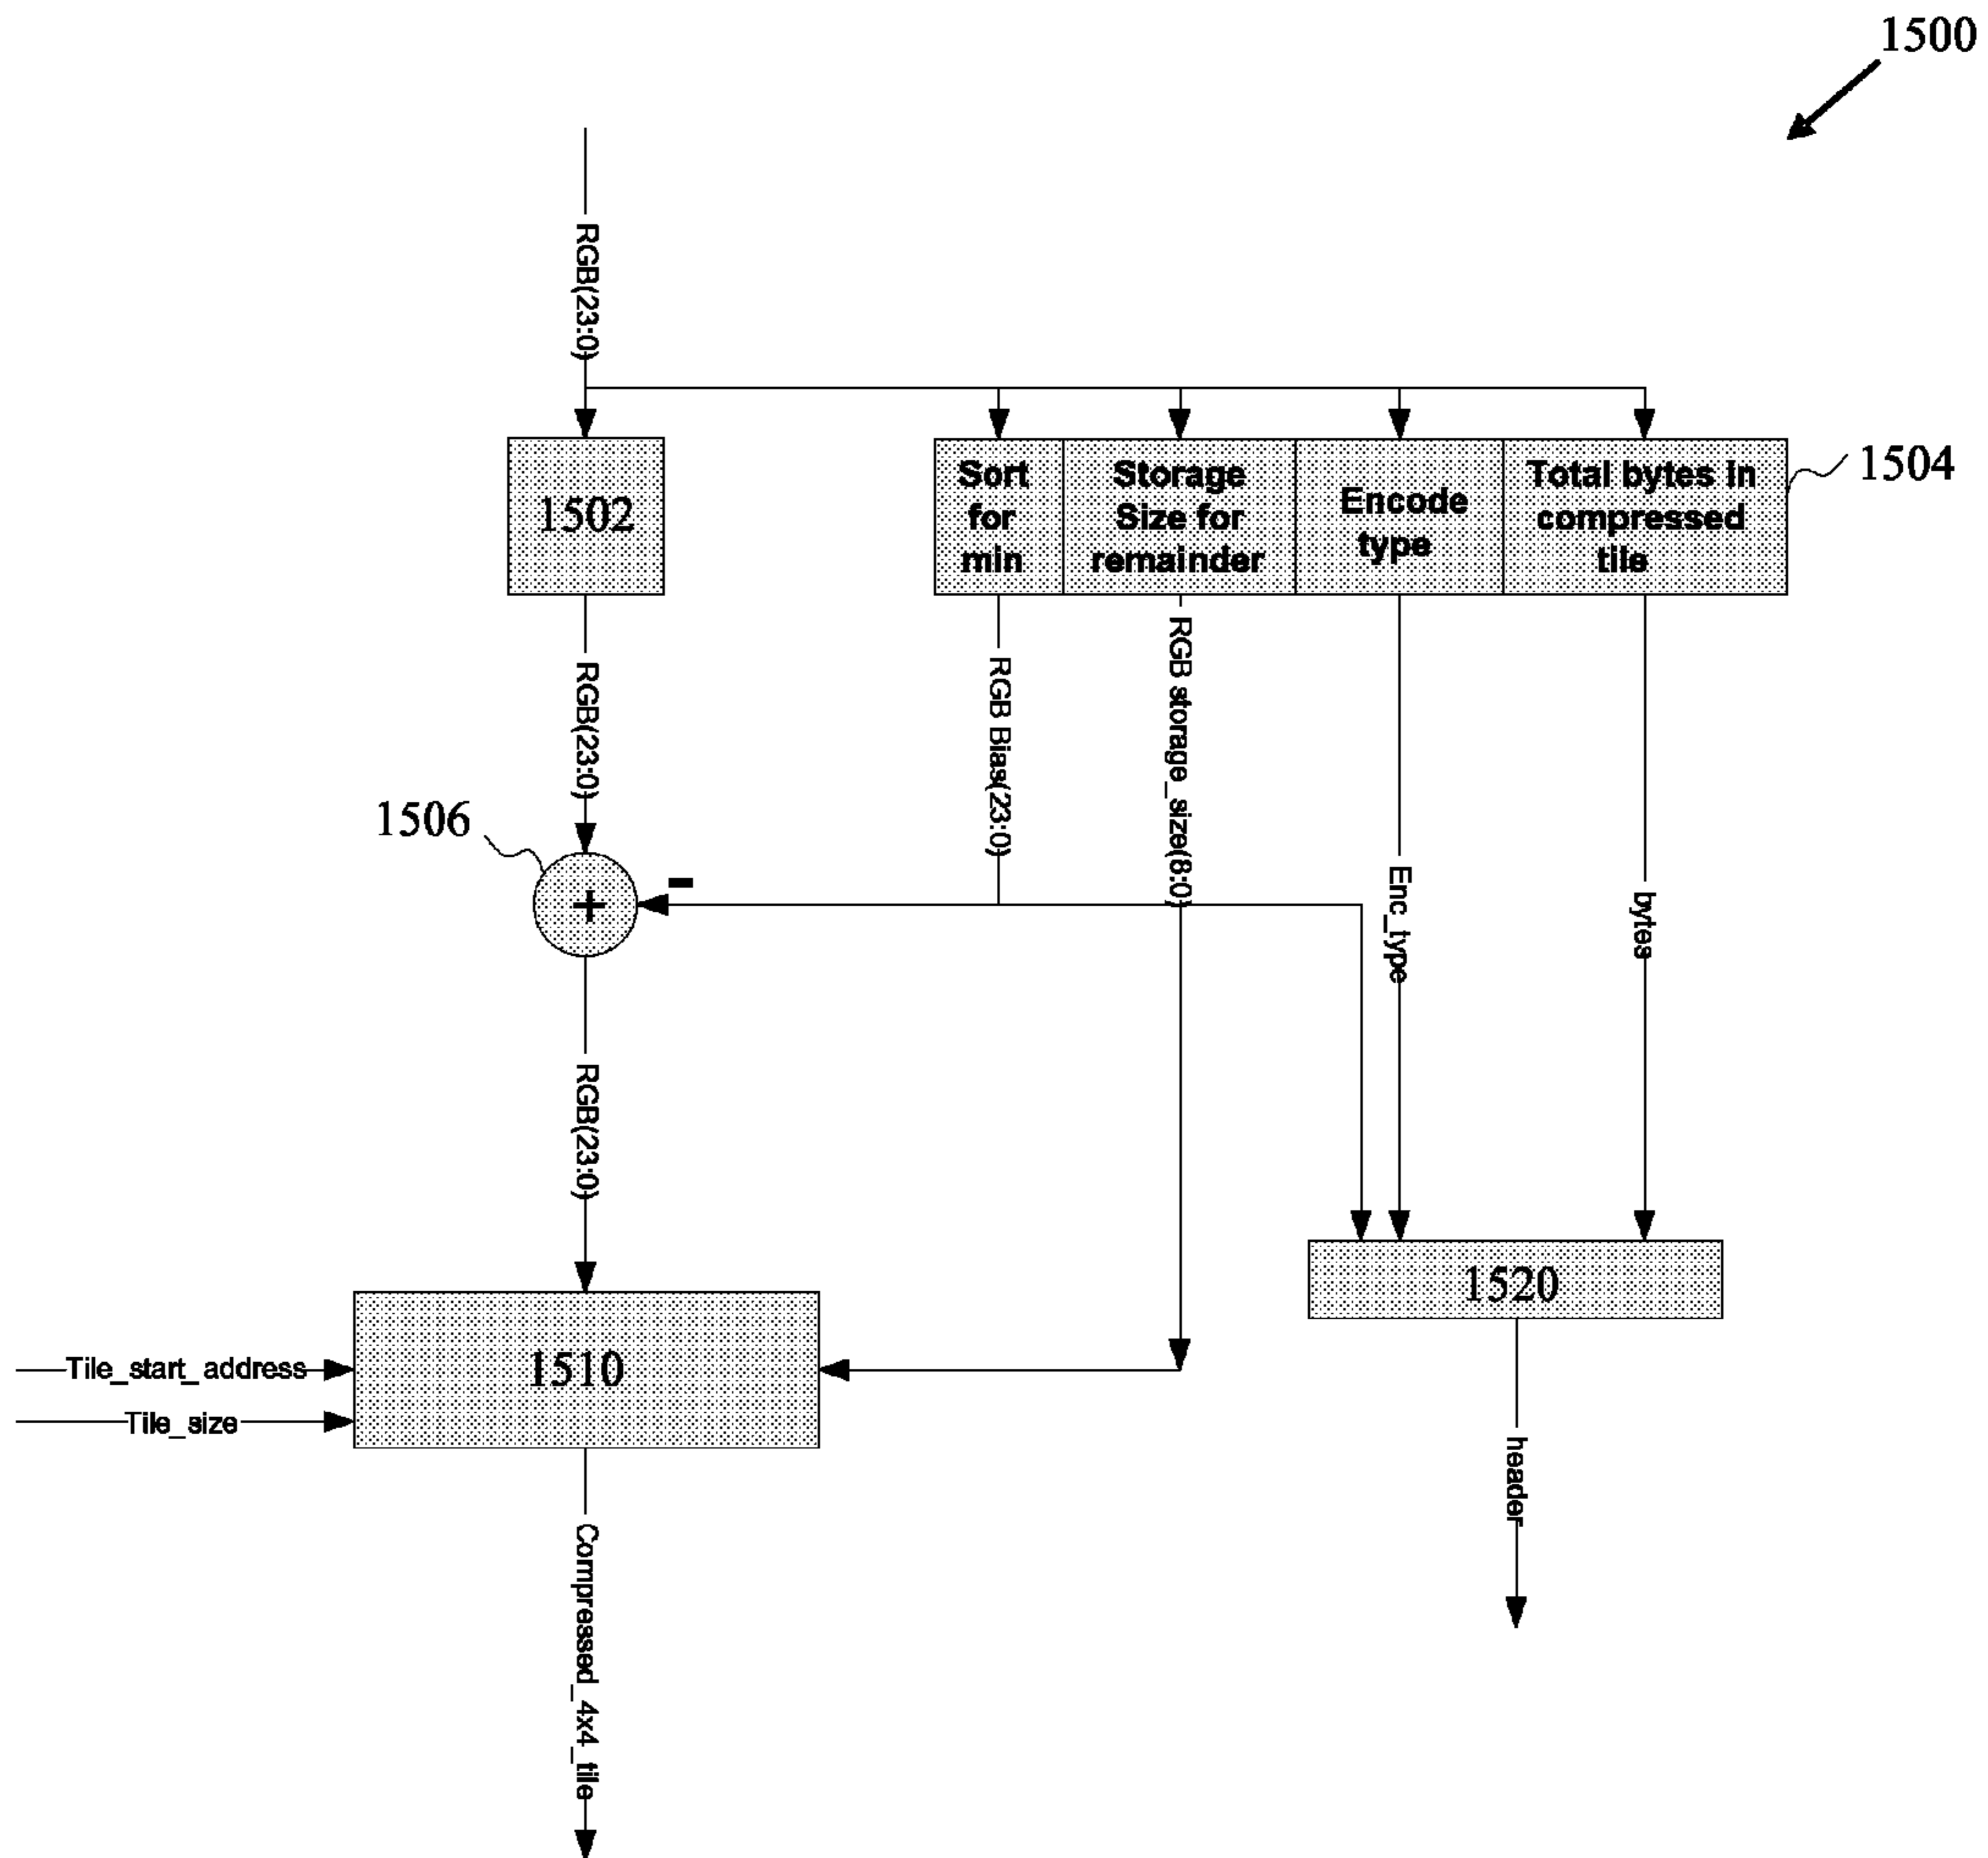 1500
RGB(23:0)
1502
Sort
for
min
Storage
Size for
remainder
Encode
type
Total bytes in
compressed
tile
1504
RGB(23:0)
RGB Bias(23:0)
RGB storage_size(8:0)
Enc_type
bytes
1506
+
-
RGB(23:0)
1520
Tile_start_address
Tile_size
1510
header
Compressed_4x4_tile